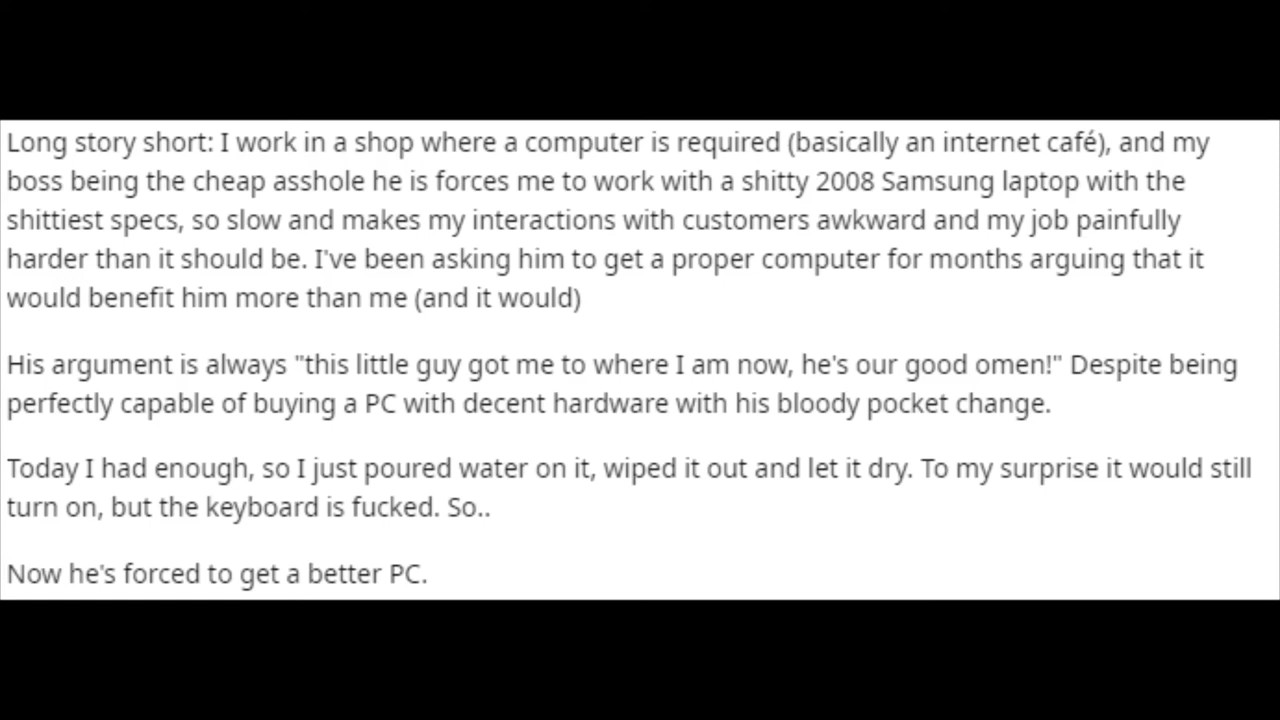 Long story short: I work in a shop where a computer is required (basically an internet café), and my
boss being the cheap asshole he is forces me to work with a shitty 2008 Samsung laptop with the
shittiest specs, so slow and makes my interactions with customers awkward and my job painfully
harder than it should be. I've been asking him to get a proper computer for months arguing that it
would benefit him more than me (and it would)
His argument is always "this little guy got me to where I am now, he's our good omen!" Despite being
perfectly capable of buying a PC with decent hardware with his bloody pocket change.
Today I had enough, so I just poured water on it, wiped it out and let it dry. To my surprise it would still
turn on, but the keyboard is fucked. So..
Now he's forced to get a better PC.